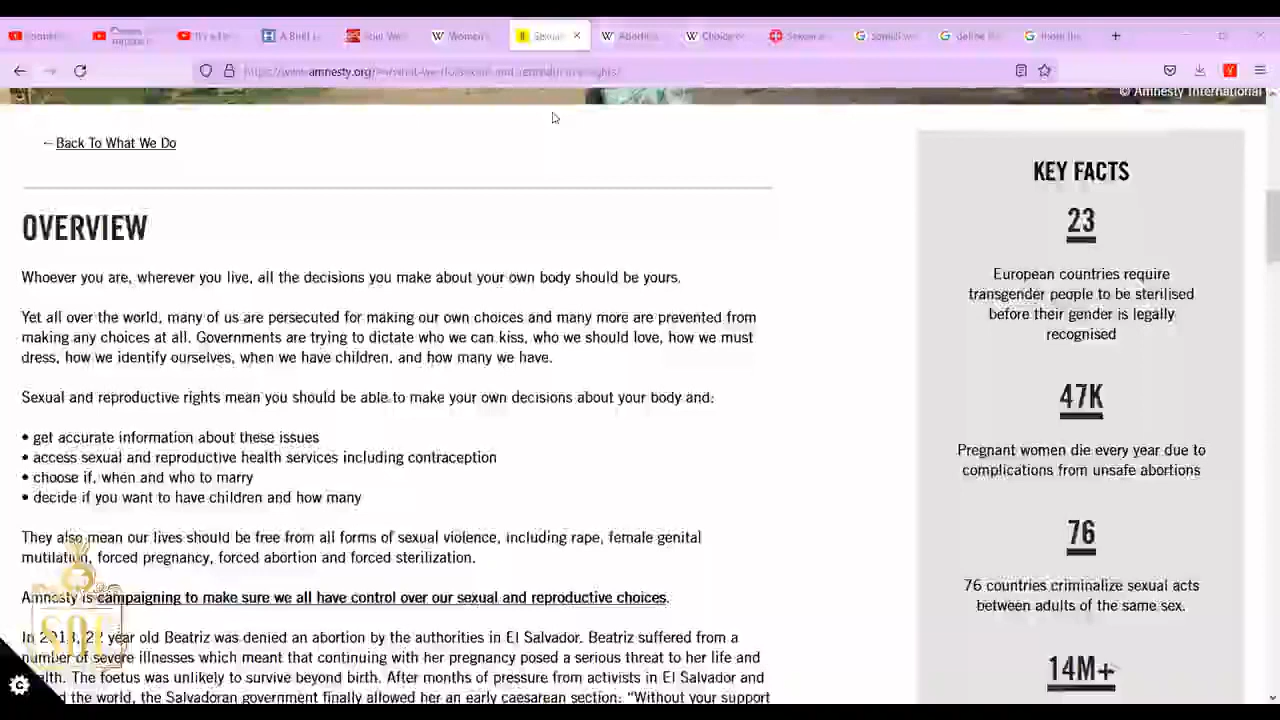 Sexual
Women
Abortio
Choice o
Sexual a
define
https://www.amnesty.org/
© Amnesty International
← Back To What We Do
OVERVIEW
Whoever you are, wherever you live, all the decisions you make about your own body should be yours.
Yet all over the world, many of us are persecuted for making our own choices and many more are prevented from
making any choices at all. Governments are trying to dictate who we can kiss, who we should love, how we must
dress, how we identify ourselves, when we have children, and how many we have.
Sexual and reproductive rights mean you should be able to make your own decisions about your body and:
• get accurate information about these issues
• access sexual and reproductive health services including contraception
• choose if, when and who to marry
• decide if you want to have children and how many
They also mean our lives should be free from all forms of sexual violence, including rape, female genital
mutilation, forced pregnancy, forced abortion and forced sterilization.
Amnesty is campaigning to make sure we all have control over our sexual and reproductive choices.
In year old Beatriz was denied an abortion by the authorities in El Salvador. Beatriz suffered from a
number of severe illnesses which meant that continuing with her pregnancy posed a serious threat to her life and
The foetus was unlikely to survive beyond birth. After months of pressure from activists in El Salvador and
the world, the Salvadoran government finally allowed her an early caesarean section: “Without your support
KEY FACTS
23
European countries require
transgender people to be sterilised
before their gender is legally
recognised
47K
Pregnant women die every year due to
complications from unsafe abortions
76
76 countries criminalize sexual acts
between adults of the same sex.
14M+